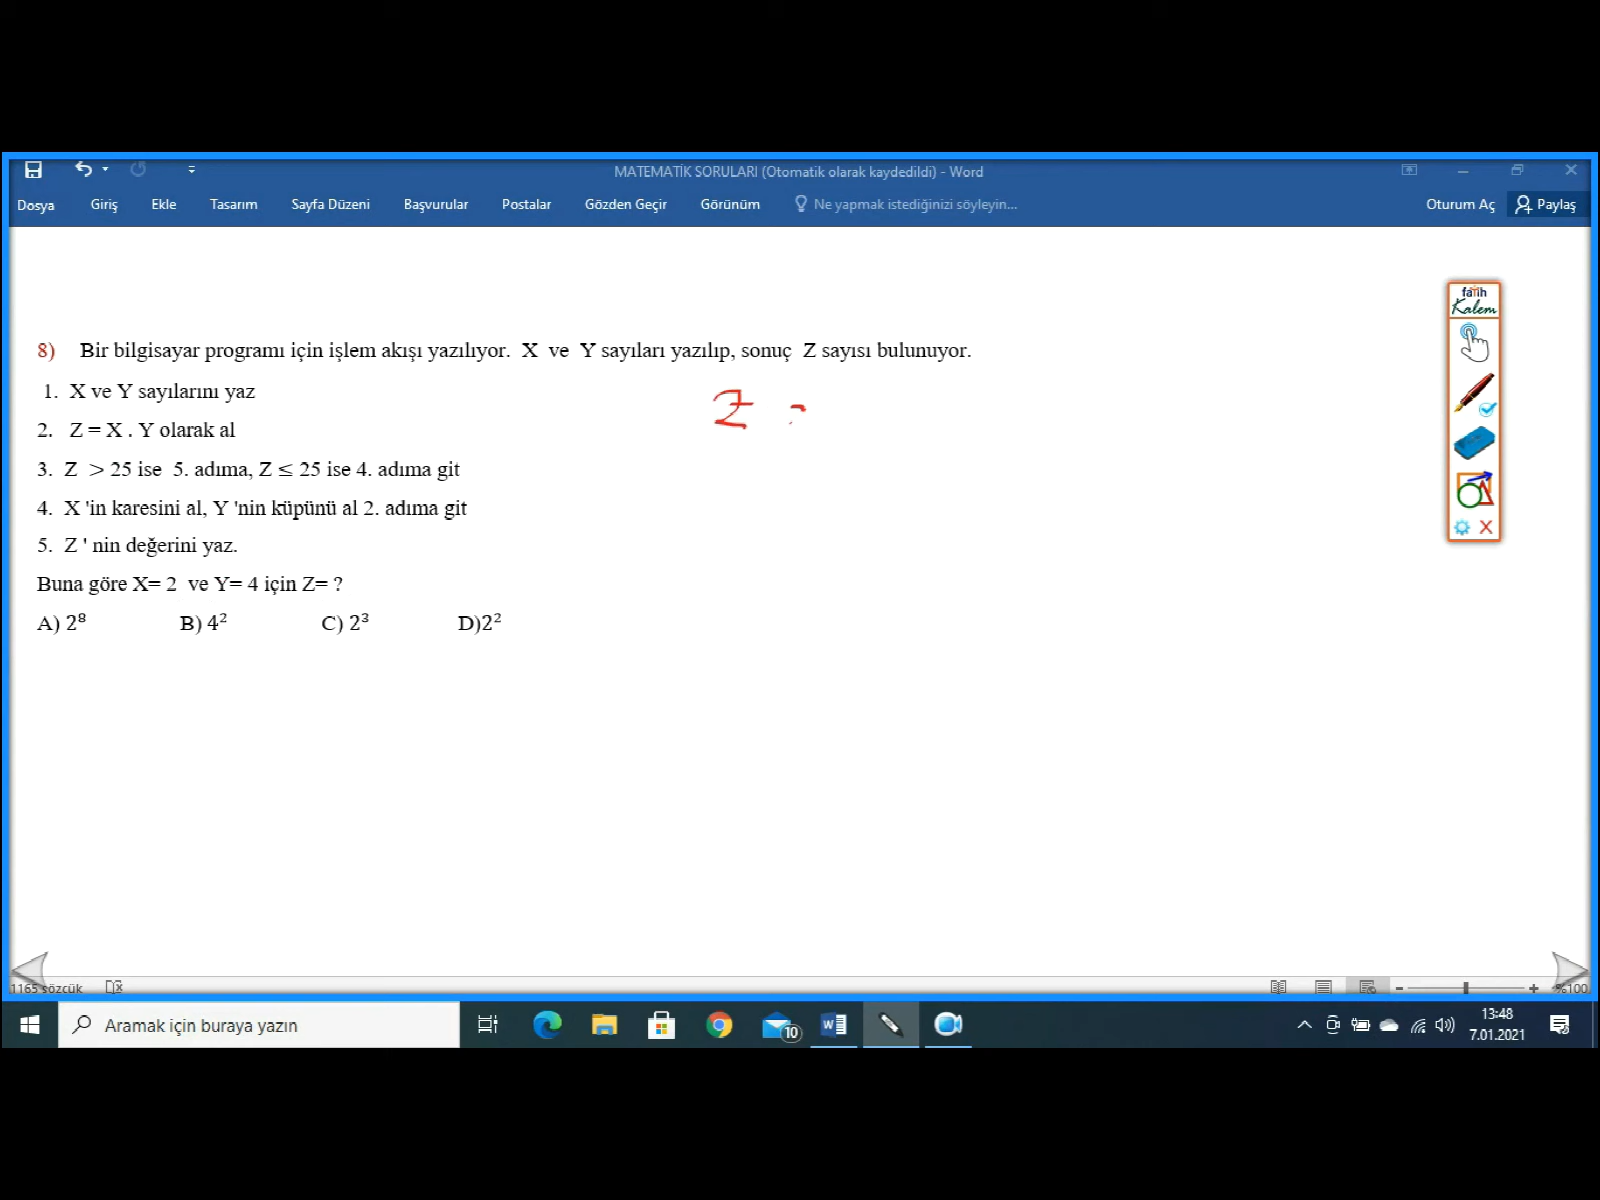 MATEMATİK SORULARI (Otomatik olarak kaydedildi) - Word
Dosya Giriş Ekle Tasarım Sayfa Düzeni Başvurular Postalar Gözden Geçir Görünüm Ne yapmak istediğinizi söyleyin... Oturum Aç Paylaş
fatih
Kalem
8) Bir bilgisayar programı için işlem akışı yazılıyor. X ve Y sayıları yazılıp, sonuç Z sayısı bulunuyor.
1. X ve Y sayılarını yaz
Z =
2. Z = X . Y olarak al
3. Z > 25 ise 5. adıma, Z ≤ 25 ise 4. adıma git
4. X 'in karesini al, Y 'nin küpünü al 2. adıma git
5. Z ' nin değerini yaz.
Buna göre X= 2 ve Y= 4 için Z= ?
A) 2⁸ B) 4² C) 2³ D)2²
1165 sözcük %100
Aramak için buraya yazın 10 13:48
7.01.2021